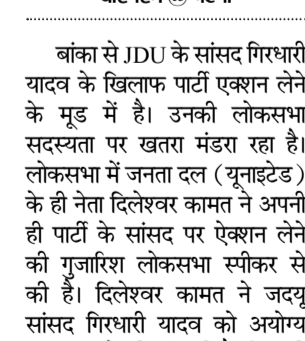 बांका से JDU के सांसद गिरधारी
यादव के खिलाफ पार्टी एक्शन लेने
के मूड में है। उनकी लोकसभा
सदस्यता पर खतरा मंडरा रहा है।
लोकसभा में जनता दल (यूनाइटेड)
के ही नेता दिलेश्वर कामत ने अपनी
ही पार्टी के सांसद पर ऐक्शन लेने
की गुजारिश लोकसभा स्पीकर से
की है। दिलेश्वर कामत ने जदयू
सांसद गिरधारी यादव को अयोग्य